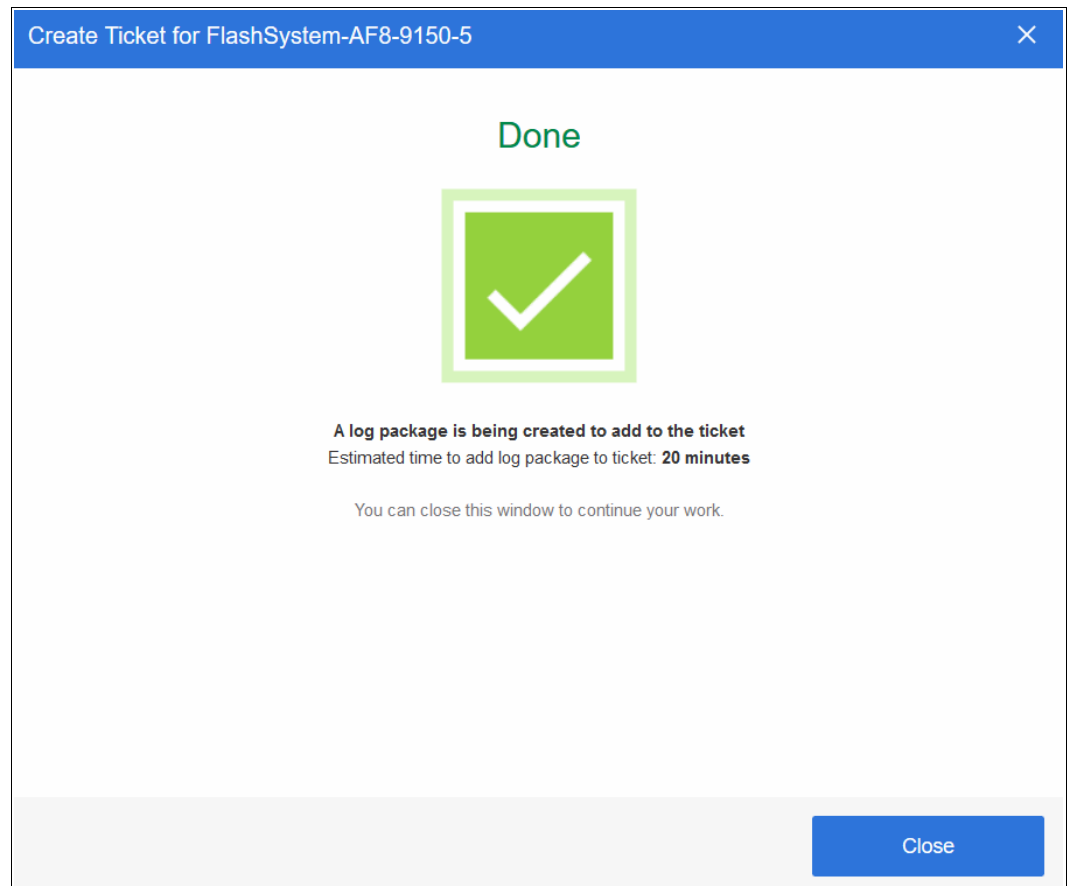 Create Ticket for FlashSystem-AF8-9150-5
Done
A log package is being created to add to the ticket
Estimated time to add log package to ticket: 20 minutes
You can close this window to continue your work.
Close